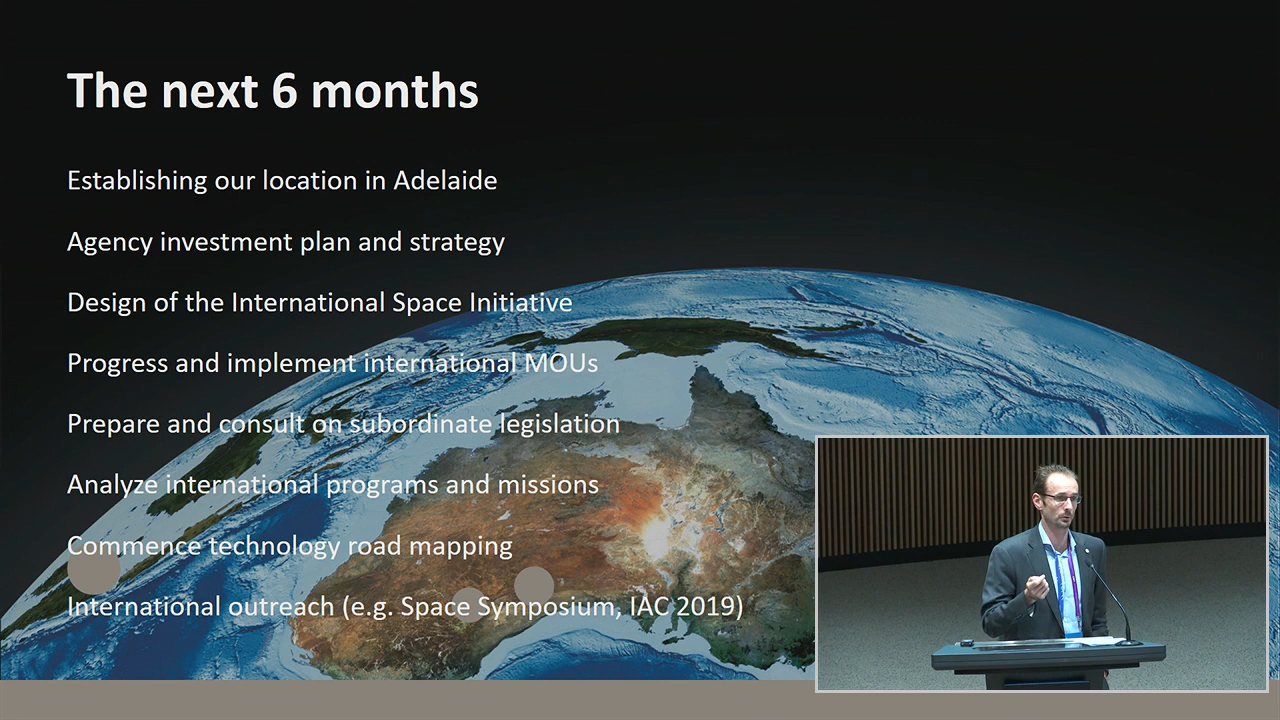 The next 6 months
Establishing our location in Adelaide
Agency investment plan and strategy
Design of the International Space Initiative
Progress and implement international MOUs
Prepare and consult on subordinate legislation
Analyze international programs and missions
Commence technology road mapping
International outreach (e.g. Space Symposium, IAC 2019)